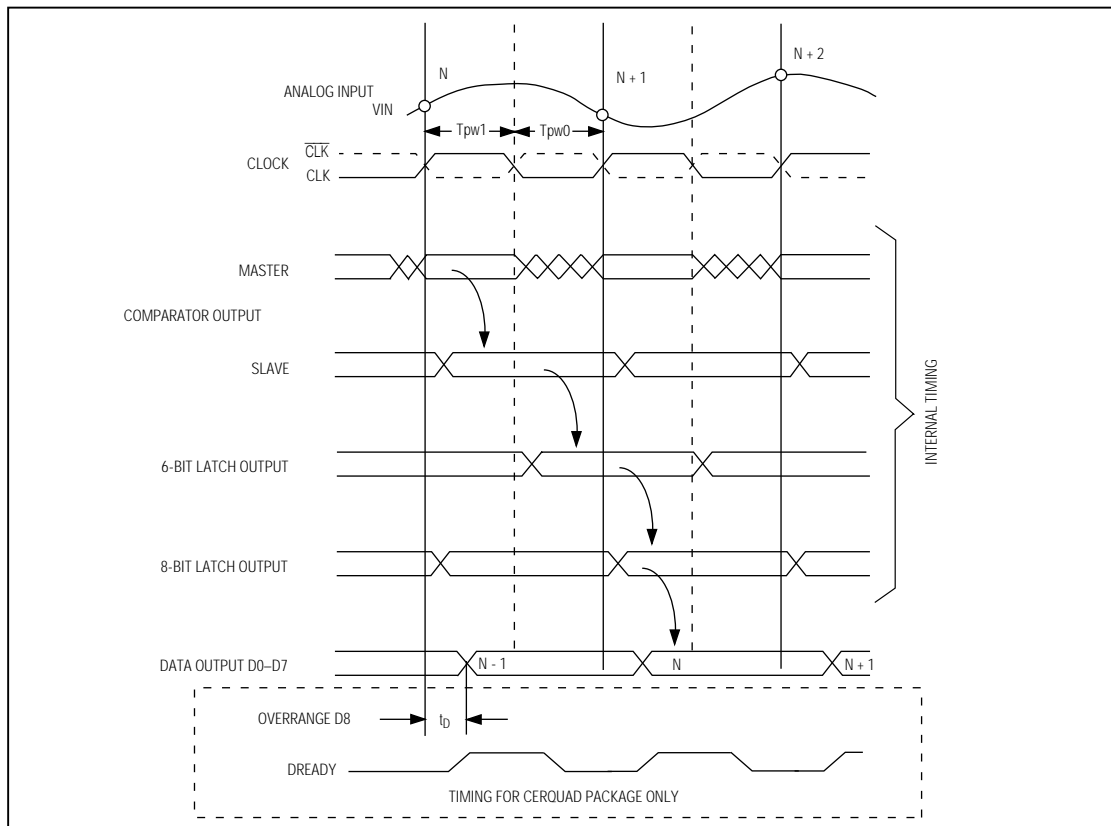 N
N + 1
N + 2
ANALOG INPUT
VIN
Tpw1
Tpw0
CLK
CLOCK
CLK
MASTER
COMPARATOR OUTPUT
SLAVE
INTERNAL TIMING
6-BIT LATCH OUTPUT
8-BIT LATCH OUTPUT
DATA OUTPUT D0–D7
N - 1
N
N + 1
OVERRANGE D8
tD
DREADY
TIMING FOR CERQUAD PACKAGE ONLY